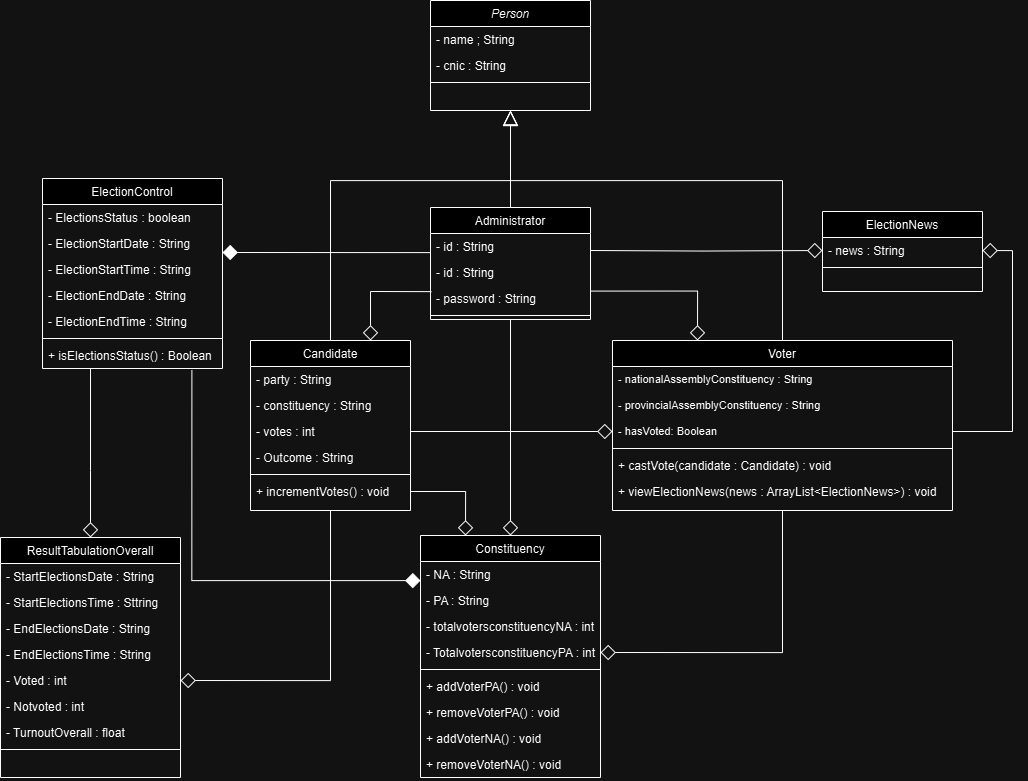 Person
- name ; String
- cnic : String
ElectionControl
- ElectionsStatus : boolean
- ElectionStartDate : String
- ElectionStartTime : String
- ElectionEndDate : String
- ElectionEndTime : String
+ isElectionsStatus() : Boolean
Administrator
- id : String
- id : String
- password : String
ElectionNews
- news : String
Candidate
- party : String
- constituency : String
- votes : int
- Outcome : String
+ incrementVotes() : void
Voter
- nationalAssemblyConstituency : String
- provincialAssemblyConstituency : String
- hasVoted: Boolean
+ castVote(candidate : Candidate) : void
+ viewElectionNews(news : ArrayList<ElectionNews>) : void
ResultTabulationOverall
- StartElectionsDate : String
- StartElectionsTime : Sttring
- EndElectionsDate : String
- EndElectionsTime : String
- Voted : int
- Notvoted : int
- TurnoutOverall : float
Constituency
- NA : String
- PA : String
- totalvotersconstituencyNA : int
- TotalvotersconstituencyPA : int
+ addVoterPA() : void
+ removeVoterPA() : void
+ addVoterNA() : void
+ removeVoterNA() : void